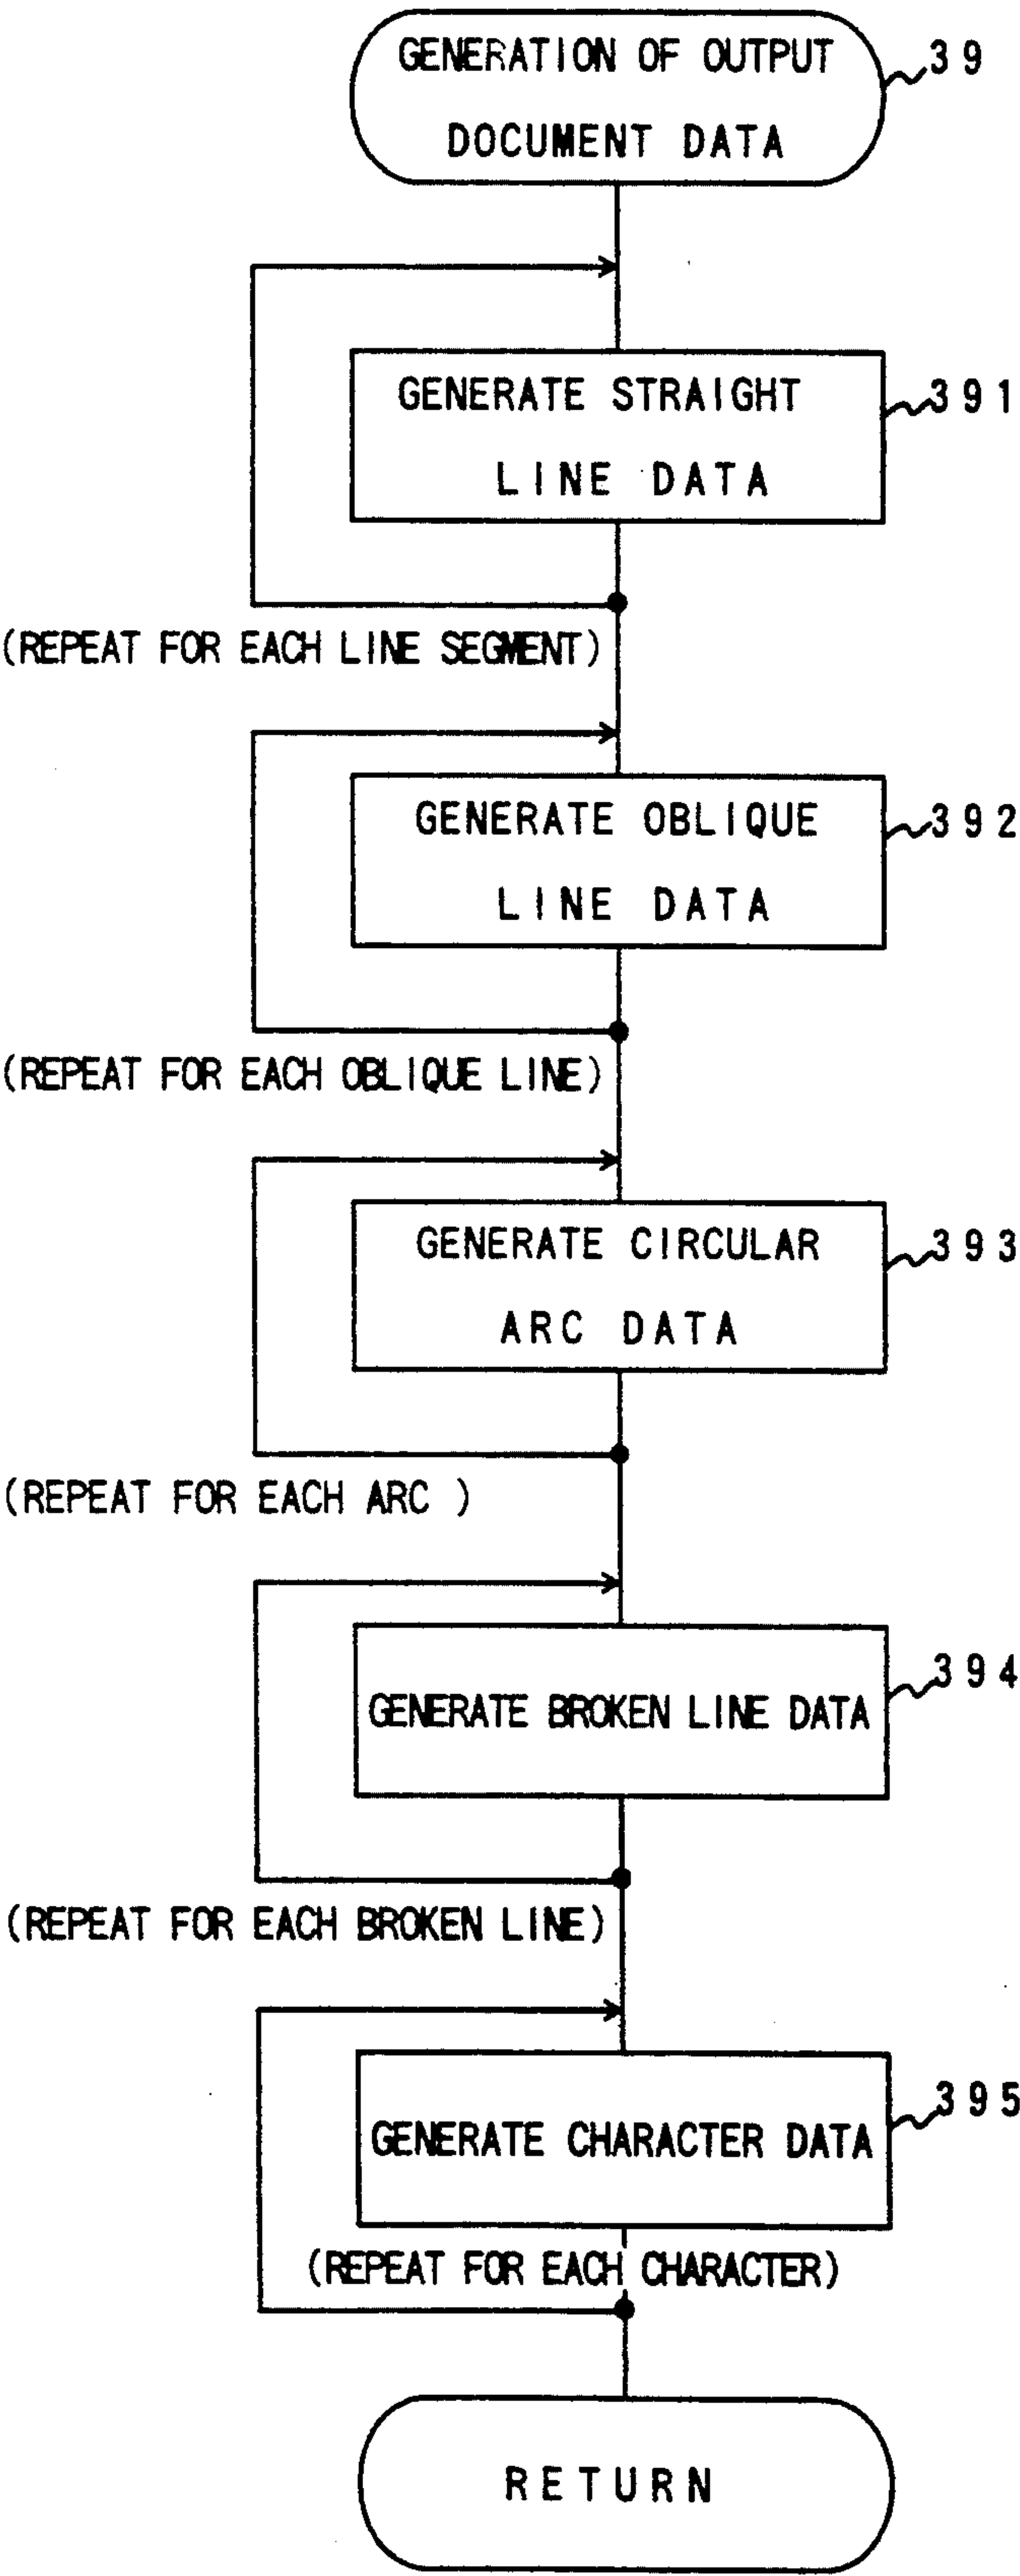 GENERATION OF OUTPUT
DOCUMENT DATA
39
GENERATE STRAIGHT
LINE DATA
391
(REPEAT FOR EACH LINE SEGMENT)
GENERATE OBLIQUE
LINE DATA
392
(REPEAT FOR EACH OBLIQUE LINE)
GENERATE CIRCULAR
ARC DATA
393
(REPEAT FOR EACH ARC )
GENERATE BROKEN LINE DATA
394
(REPEAT FOR EACH BROKEN LINE)
GENERATE CHARACTER DATA
395
(REPEAT FOR EACH CHARACTER)
RETURN